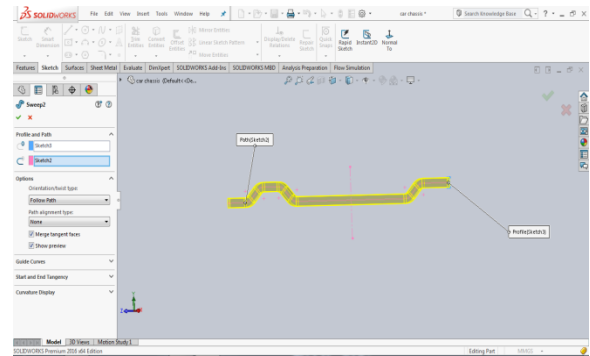 SOLIDWORKS File Edit View Insert Tools Window Help car chassis * Search Knowledge Base
Sketch Smart Dimension Trim Entities Convert Entities Offset Entities Mirror Entities Linear Sketch Pattern Move Entities Display/Delete Relations Repair Sketch Quick Snaps Rapid Sketch Instant2D Normal To
Features Sketch Surfaces Sheet Metal Evaluate DimXpert SOLIDWORKS Add-Ins SOLIDWORKS MBD Analysis Preparation Flow Simulation
car chassis (Default<<De...
Sweep2
Profile and Path
Sketch3
Sketch2
Options
Orientation/twist type:
Follow Path
Path alignment type:
None
Merge tangent faces
Show preview
Guide Curves
Start and End Tangency
Curvature Display
Path(Sketch2)
Profile(Sketch3)
Model 3D Views Motion Study 1
SOLIDWORKS Premium 2016 x64 Edition Editing Part MMGS